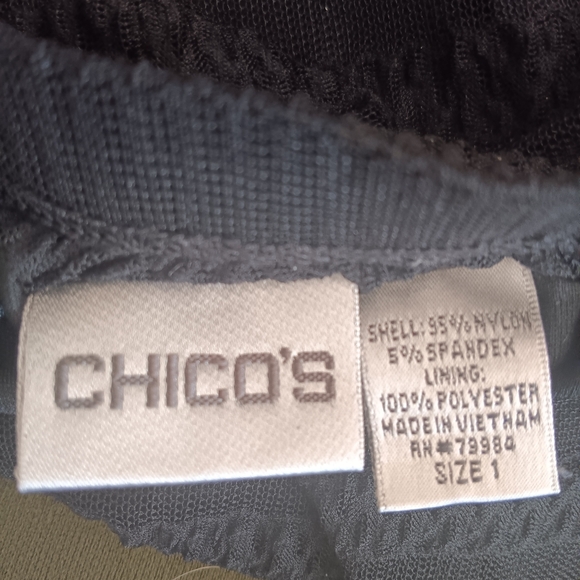 CHICO'S
SHELL: 95% NYLON
5% SPANDEX
LINING:
100% POLYESTER
MADE IN VIETNAM
RN#79984
SIZE 1